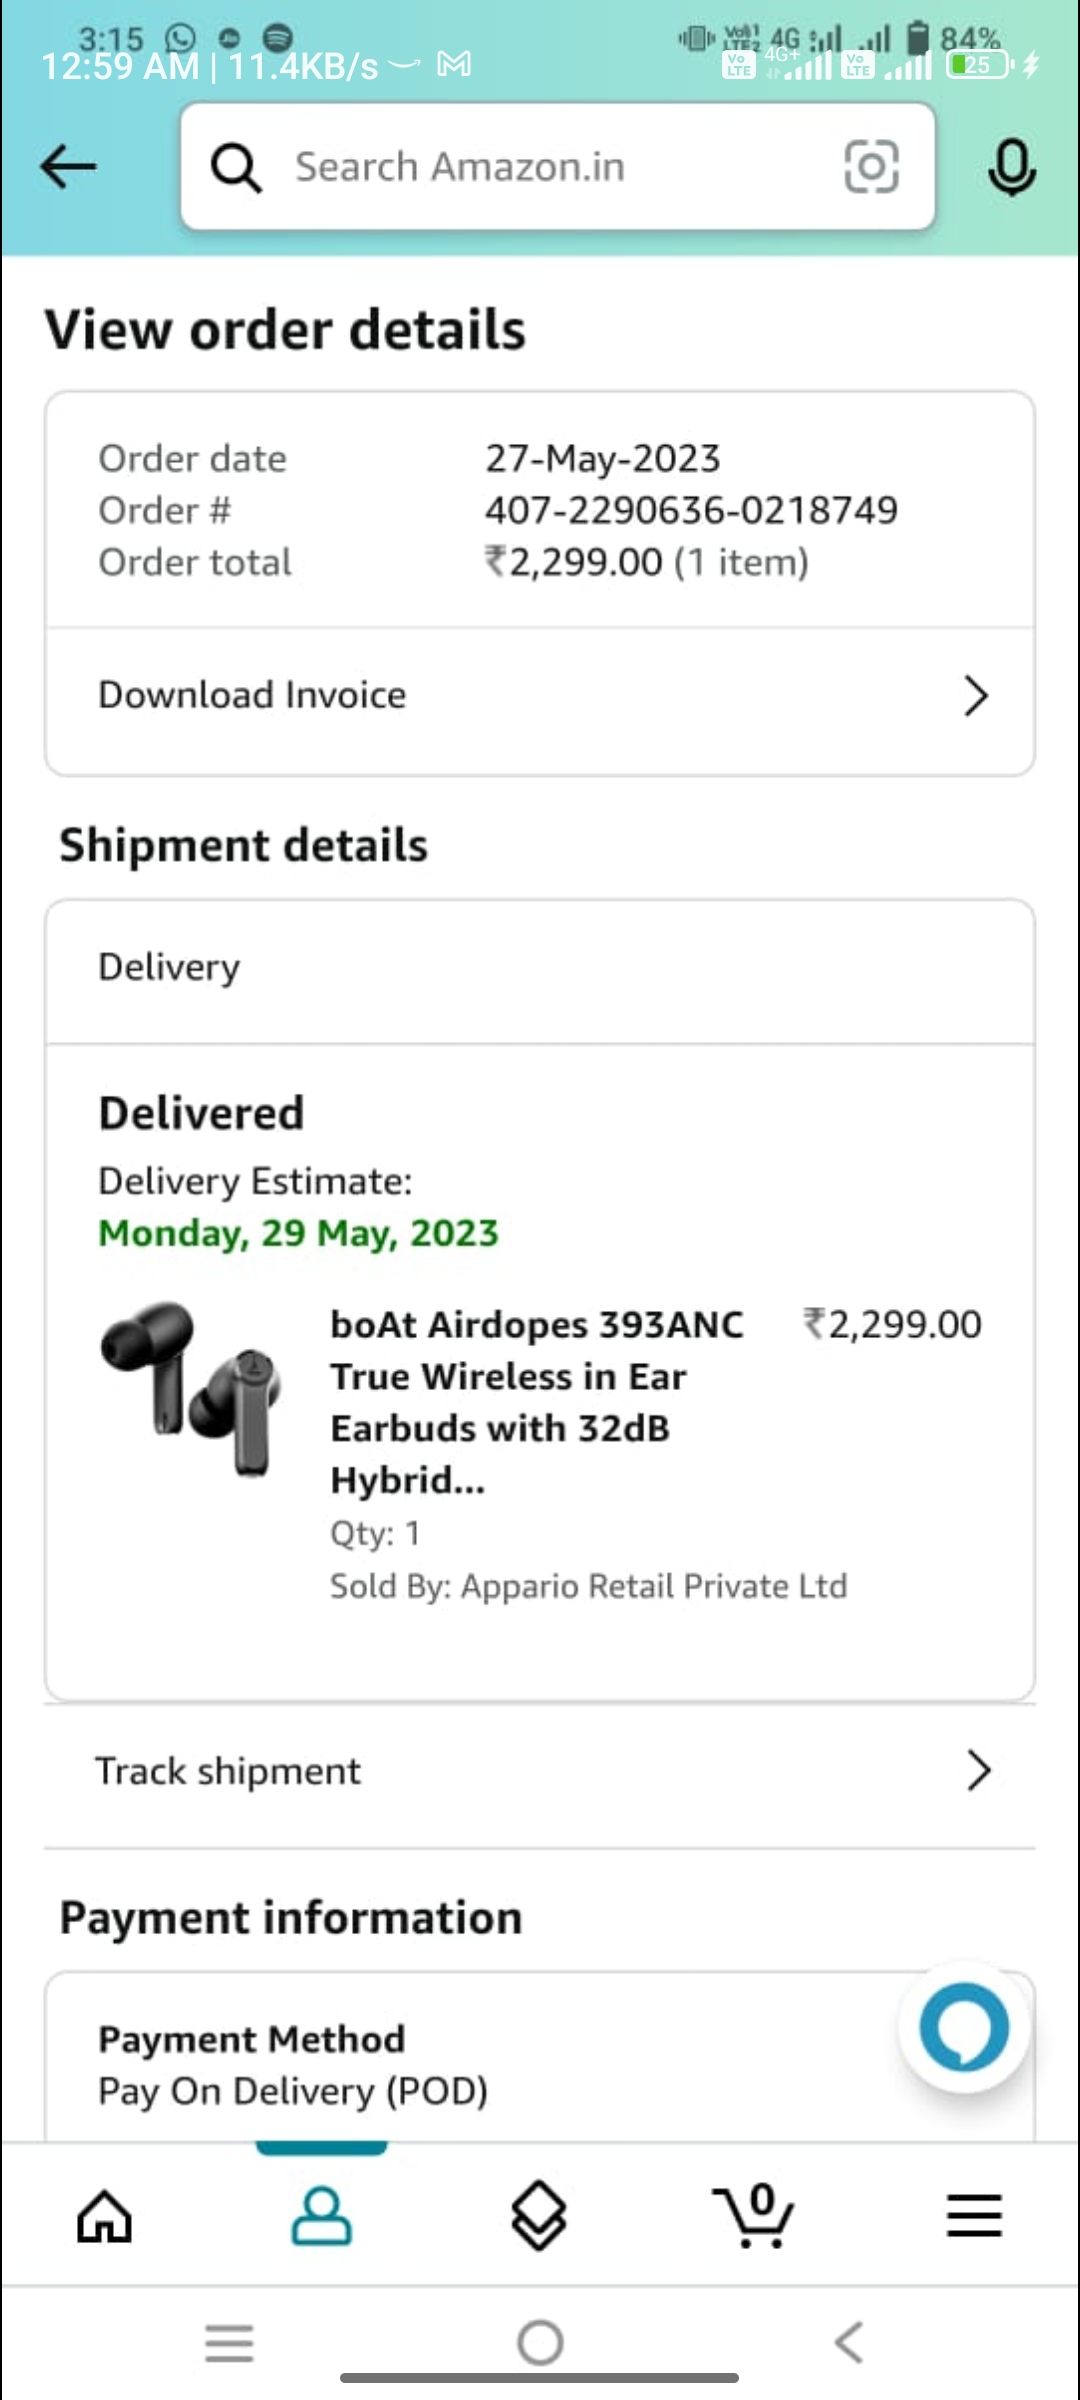 3:15 4G 84%
12:59 AM | 11.4KB/s 4G+ Vo LTE Vo LTE 25
Search Amazon.in
View order details
Order date 27-May-2023
Order # 407-2290636-0218749
Order total ₹2,299.00 (1 item)
Download Invoice
Shipment details
Delivery
Delivered
Delivery Estimate:
Monday, 29 May, 2023
boAt Airdopes 393ANC ₹2,299.00
True Wireless in Ear
Earbuds with 32dB
Hybrid...
Qty: 1
Sold By: Appario Retail Private Ltd
Track shipment
Payment information
Payment Method
Pay On Delivery (POD)
0